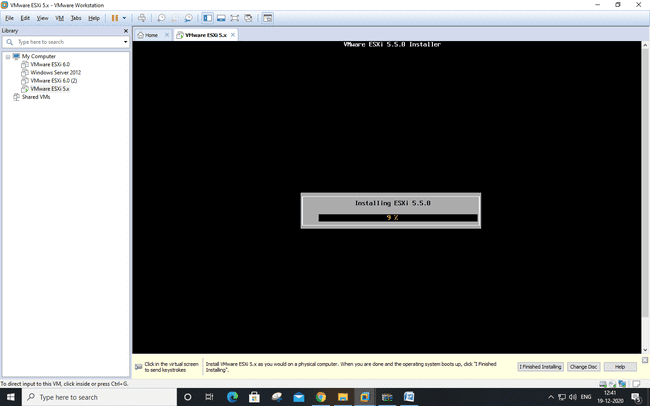 VMware ESXi 5.x - VMware Workstation
File Edit View VM Tabs Help
Library
Type here to search
My Computer
VMware ESXi 6.0
Windows Server 2012
VMware ESXi 6.0 (2)
VMware ESXi 5.x
Shared VMs
Home VMware ESXi 5.x
VMware ESXi 5.5.0 Installer
Installing ESXi 5.5.0
9 %
Click in the virtual screen
to send keystrokes
Install VMware ESXi 5.x as you would on a physical computer. When you are done and the operating system boots up, click "I Finished
Installing".
I Finished Installing Change Disc Help
To direct input to this VM, click inside or press Ctrl+G.
Type here to search
ENG
12:41
19-12-2020